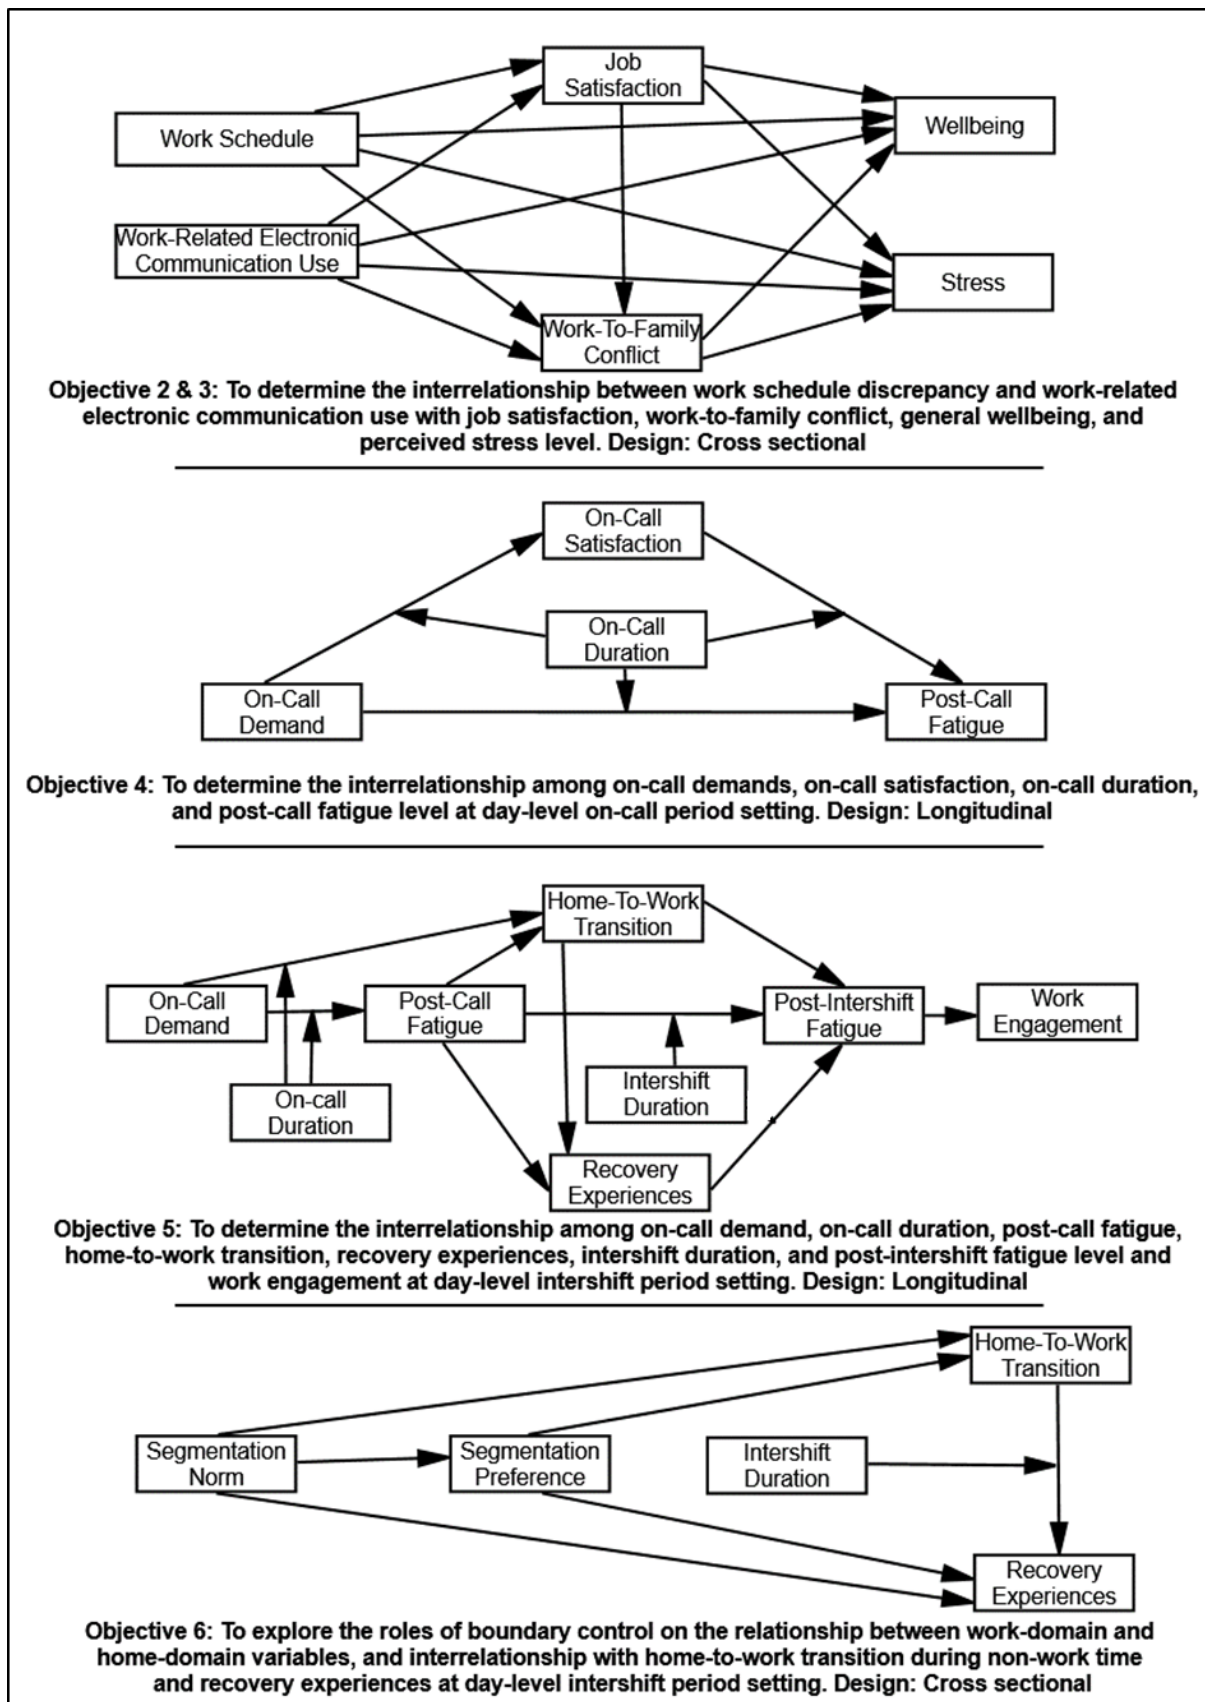 Job
Satisfaction
Work Schedule
Wellbeing
Work-Related Electronic
Communication Use
Stress
Work-To-Family
Conflict
Objective 2 & 3: To determine the interrelationship between work schedule discrepancy and work-related
electronic communication use with job satisfaction, work-to-family conflict, general wellbeing, and
perceived stress level. Design: Cross sectional
On-Call
Satisfaction
On-Call
Duration
On-Call
Demand
Post-Call
Fatigue
Objective 4: To determine the interrelationship among on-call demands, on-call satisfaction, on-call duration,
and post-call fatigue level at day-level on-call period setting. Design: Longitudinal
Home-To-Work
Transition
On-Call
Demand
Post-Call
Fatigue
Post-Intershift
Fatigue
Work
Engagement
On-call
Duration
Intershift
Duration
Recovery
Experiences
Objective 5: To determine the interrelationship among on-call demand, on-call duration, post-call fatigue,
home-to-work transition, recovery experiences, intershift duration, and post-intershift fatigue level and
work engagement at day-level intershift period setting. Design: Longitudinal
Home-To-Work
Transition
Segmentation
Norm
Segmentation
Preference
Intershift
Duration
Recovery
Experiences
Objective 6: To explore the roles of boundary control on the relationship between work-domain and
home-domain variables, and interrelationship with home-to-work transition during non-work time
and recovery experiences at day-level intershift period setting. Design: Cross sectional